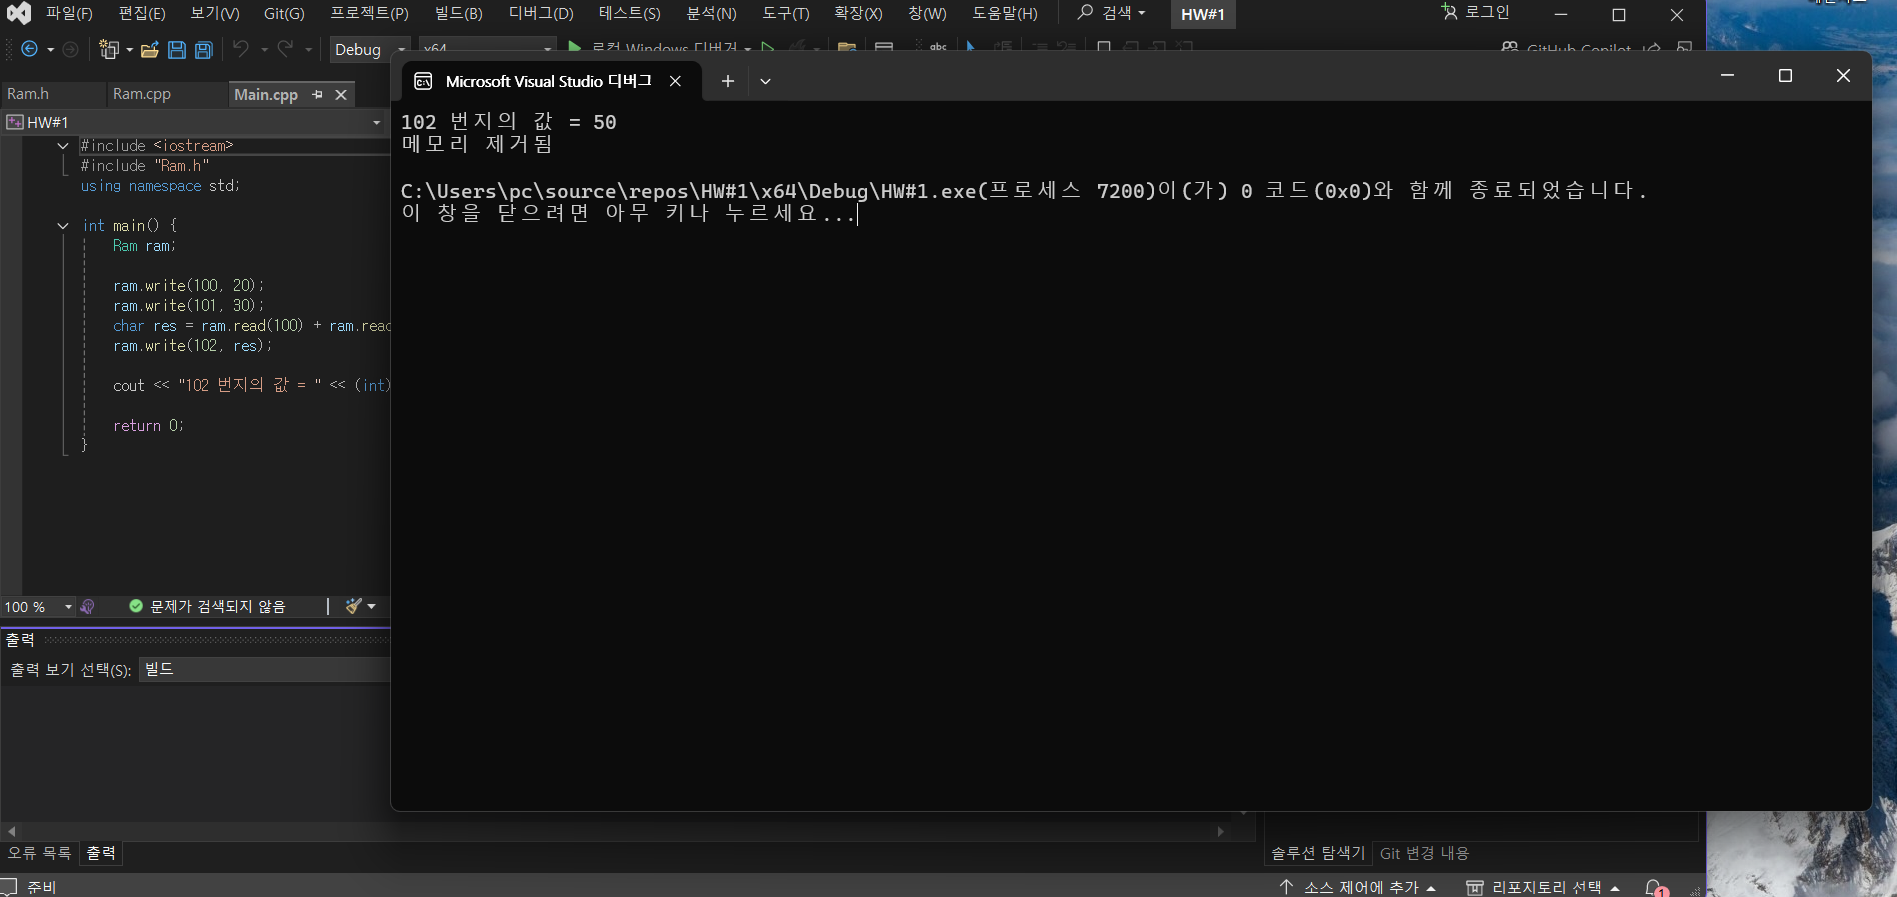 파일(F) 편집(E) 보기(V) Git(G) 프로젝트(P) 빌드(B) 디버그(D) 테스트(S) 분석(N) 도구(T) 확장(X) 창(W) 도움말(H) 검색 HW#1 로그인
Debug x64 로컬 Windows 디버거 GitHub Copilot
Microsoft Visual Studio 디버그
Ram.h Ram.cpp Main.cpp
HW#1
#include <iostream>
#include "Ram.h"
using namespace std;
int main() {
Ram ram;
ram.write(100, 20);
ram.write(101, 30);
char res = ram.read(100) + ram.read
ram.write(102, res);
cout << "102 번지의 값 = " << (int)
return 0;
}
102 번지의 값 = 50
메모리 제거됨
C:\Users\pc\source\repos\HW#1\x64\Debug\HW#1.exe(프로세스 7200)이(가) 0 코드(0x0)와 함께 종료되었습니다.
이 창을 닫으려면 아무 키나 누르세요...
100 % 문제가 검색되지 않음
출력
출력 보기 선택(S): 빌드
오류 목록 출력
솔루션 탐색기 Git 변경 내용
준비 소스 제어에 추가 리포지토리 선택 1